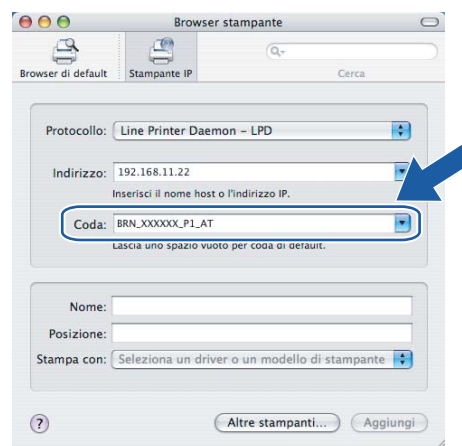 Browser stampante
Browser di default
Stampante IP
Q
Cerca
Protocollo: Line Printer Daemon – LPD
Indirizzo: 192.168.11.22
Inserisci il nome host o l'indirizzo IP.
Coda: BRN_XXXXXX_P1_AT
Lascia uno spazio vuoto per coda di default.
Nome:
Posizione:
Stampa con: Seleziona un driver o un modello di stampante
? Altre stampanti... Aggiungi